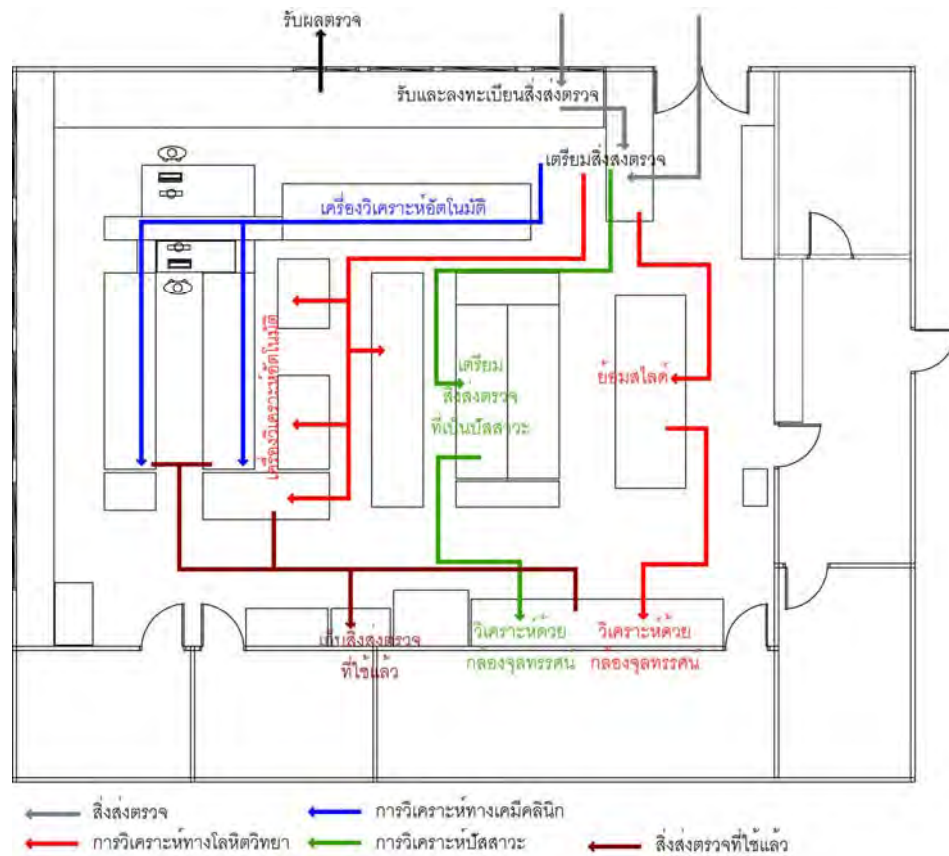 รับผลตรวจ
รับและลงทะเบียนสิ่งส่งตรวจ
เตรียมสิ่งส่งตรวจ
เครื่องวิเคราะห์อัตโนมัติ
เครื่องวิเคราะห์อัตโนมัติ
เตรียม
สิ่งส่งตรวจ
ที่เป็นปัสสาวะ
ย้อมสไลด์
เก็บสิ่งส่งตรวจ
ที่ใช้แล้ว
วิเคราะห์ด้วย
กล้องจุลทรรศน์
วิเคราะห์ด้วย
กล้องจุลทรรศน์
สิ่งส่งตรวจ
การวิเคราะห์ทางเคมีคลินิก
การวิเคราะห์ทางโลหิตวิทยา
การวิเคราะห์ปัสสาวะ
สิ่งส่งตรวจที่ใช้แล้ว